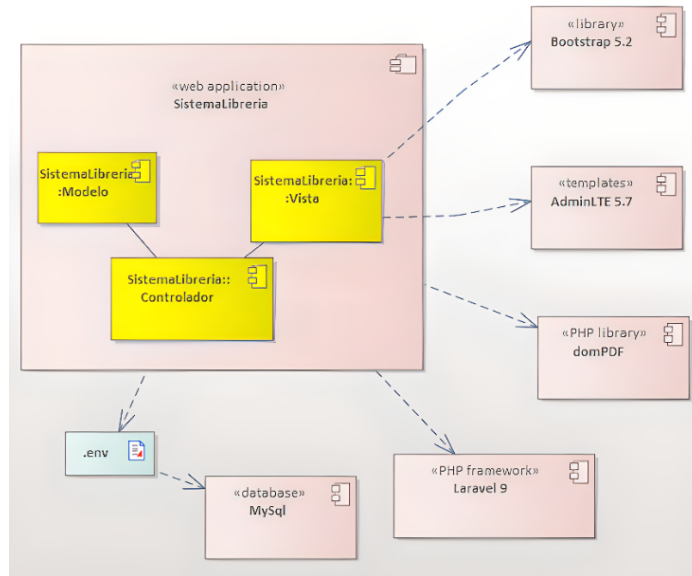 «web application»
SistemaLibreria
SistemaLibreria
:Modelo
SistemaLibreria:
:Vista
SistemaLibreria::
Controlador
«library»
Bootstrap 5.2
«templates»
AdminLTE 5.7
«PHP library»
domPDF
.env
«database»
MySql
«PHP framework»
Laravel 9